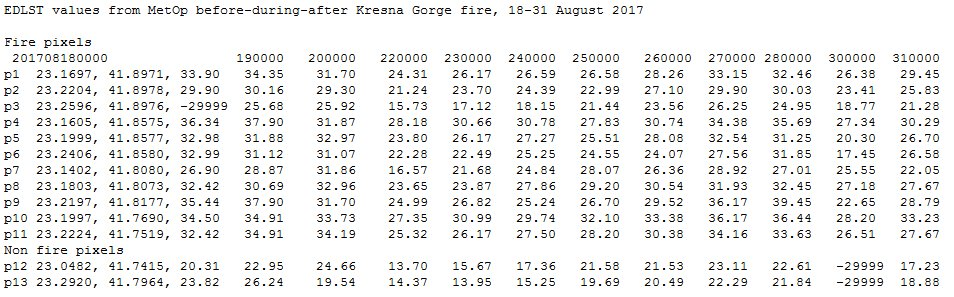 EDLST values from MetOp before-during-after Kresna Gorge fire, 18-31 August 2017
Fire pixels
201708180000 190000 200000 220000 230000 240000 250000 260000 270000 280000 300000 310000
p1 23.1697, 41.8971, 33.90 34.35 31.70 24.31 26.17 26.59 26.58 28.26 33.15 32.46 26.38 29.45
p2 23.2204, 41.8978, 29.90 30.16 29.30 21.24 23.70 24.39 22.99 27.10 29.90 30.03 23.41 25.83
p3 23.2596, 41.8976, -29999 25.68 25.92 15.73 17.12 18.15 21.44 23.56 26.25 24.95 18.77 21.28
p4 23.1605, 41.8575, 36.34 37.90 31.87 28.18 30.66 30.78 27.83 30.74 34.38 35.69 27.34 30.29
p5 23.1999, 41.8577, 32.98 31.88 32.97 23.80 26.17 27.27 25.51 28.08 32.54 31.25 20.30 26.70
p6 23.2406, 41.8580, 32.99 31.12 31.07 22.28 22.49 25.25 24.55 24.07 27.56 31.85 17.45 26.58
p7 23.1402, 41.8080, 26.90 28.87 31.86 16.57 21.68 24.84 28.07 26.36 28.92 27.01 25.55 22.05
p8 23.1803, 41.8073, 32.42 30.69 32.96 23.65 23.87 27.86 29.20 30.54 31.93 32.45 27.18 27.67
p9 23.2197, 41.8177, 35.44 37.90 31.70 24.99 26.82 25.24 26.70 29.52 36.17 39.45 22.65 28.79
p10 23.1997, 41.7690, 34.50 34.91 33.73 27.35 30.99 29.74 32.10 33.38 36.17 36.44 28.20 33.23
p11 23.2224, 41.7519, 32.42 34.91 34.19 25.32 26.17 27.50 28.20 30.38 34.16 33.63 26.51 27.67
Non fire pixels
p12 23.0482, 41.7415, 20.31 22.95 24.66 13.70 15.67 17.36 21.58 21.53 23.11 22.61 -29999 17.23
p13 23.2920, 41.7964, 23.82 26.24 19.54 14.37 13.95 15.25 19.69 20.49 22.29 21.84 -29999 18.88